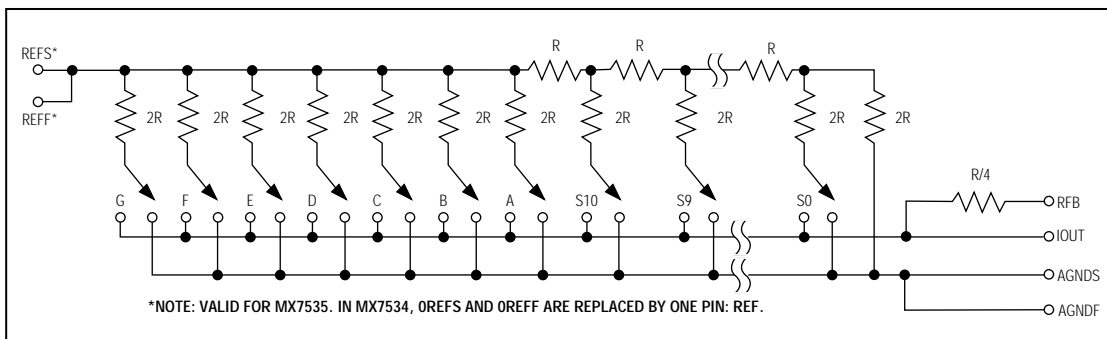 R R R
REFS*
REFF*
2R 2R 2R 2R 2R 2R 2R 2R 2R 2R 2R
R/4
RFB
G F E D C B A S10 S9 S0
IOUT
AGNDS
*NOTE: VALID FOR MX7535. IN MX7534, 0REFS AND 0REFF ARE REPLACED BY ONE PIN: REF.
AGNDF